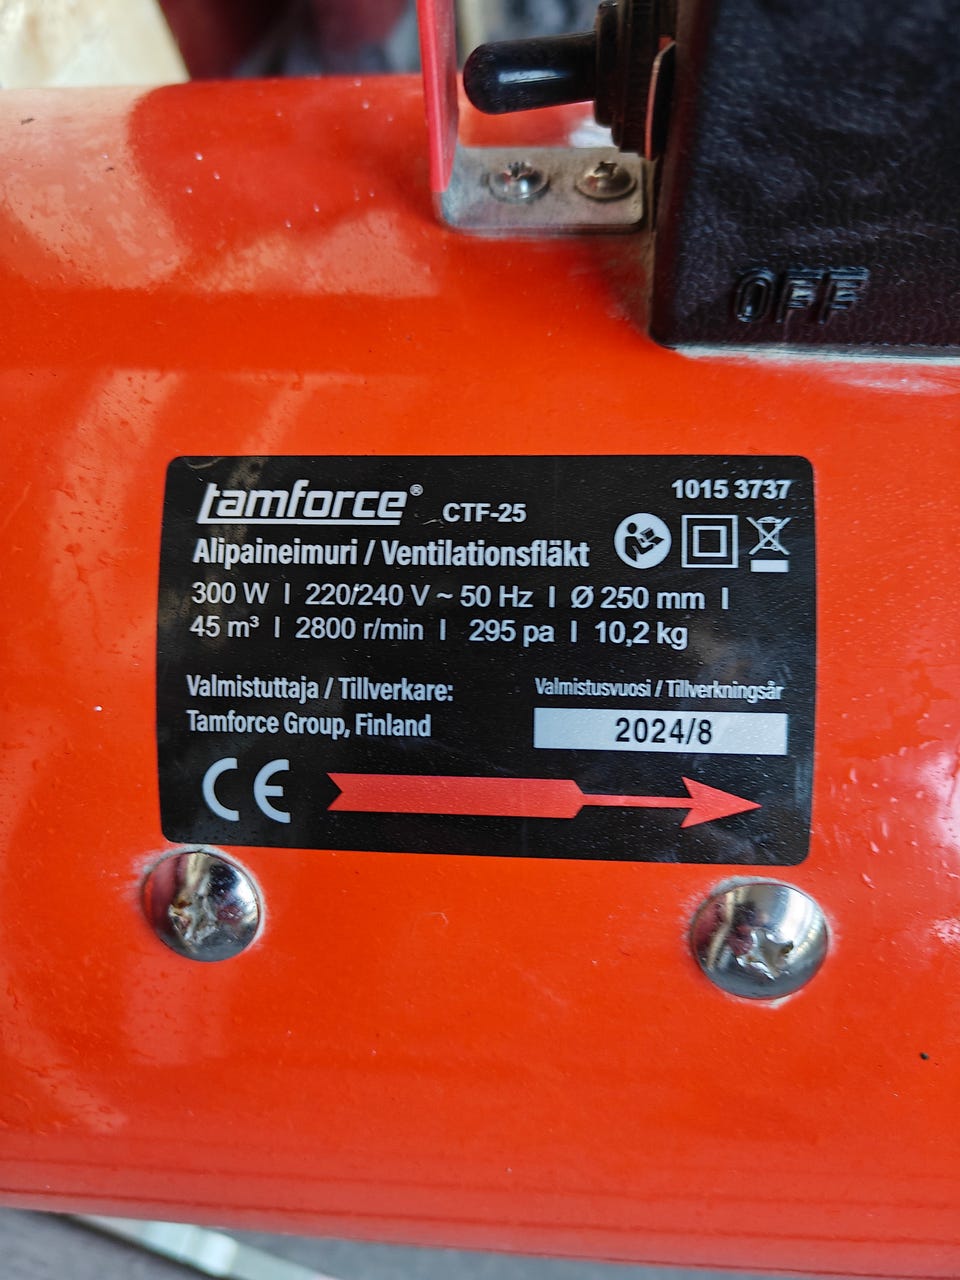 OFF
tamforce® CTF-25
1015 3737
Alipaineimuri / Ventilationsfläkt
300 W | 220/240 V ~ 50 Hz | Ø 250 mm |
45 m³ | 2800 r/min | 295 pa | 10,2 kg
Valmistuttaja / Tillverkare:
Tamforce Group, Finland
Valmistusvuosi / Tillverkningsår
2024/8
CE